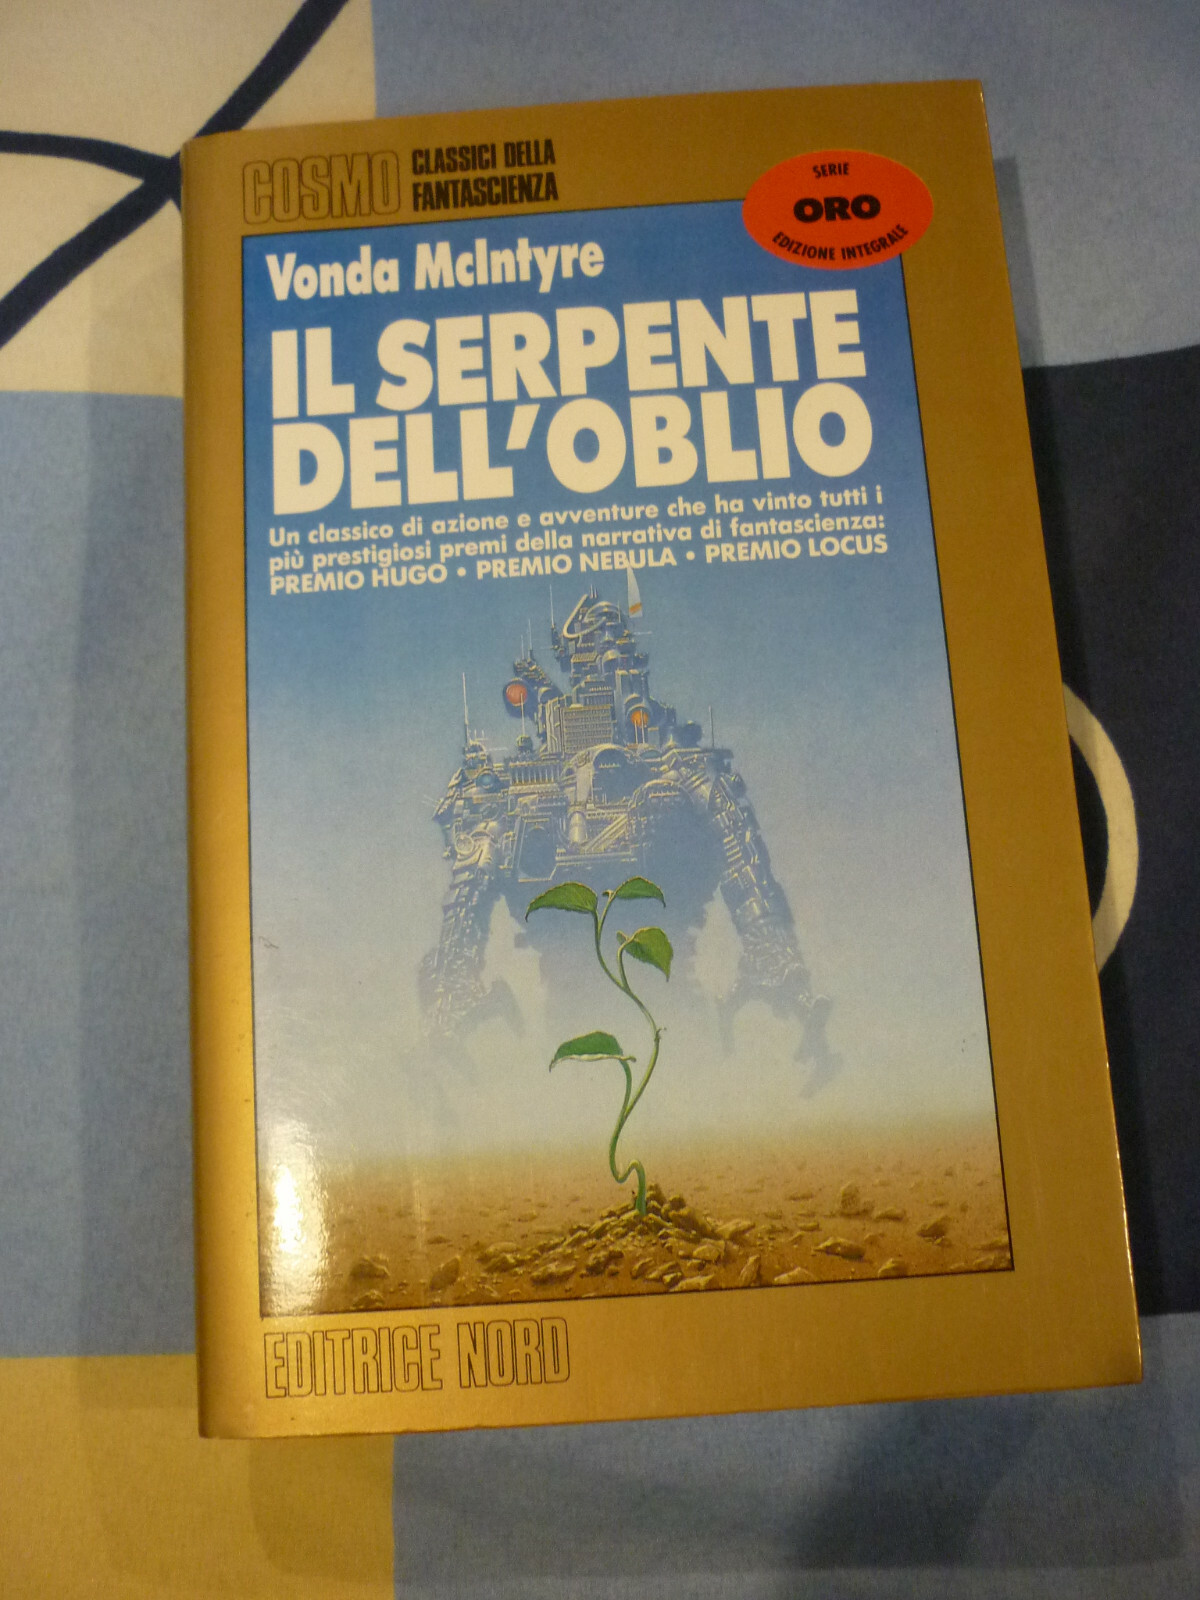 COSMO
CLASSICI DELLA
FANTASCIENZA
SERIE
ORO
EDIZIONE INTEGRALE
Vonda McIntyre
IL SERPENTE
DELL'OBLIO
Un classico di azione e avventure che ha vinto tutti i
più prestigiosi premi della narrativa di fantascienza:
PREMIO HUGO • PREMIO NEBULA • PREMIO LOCUS
EDITRICE NORD